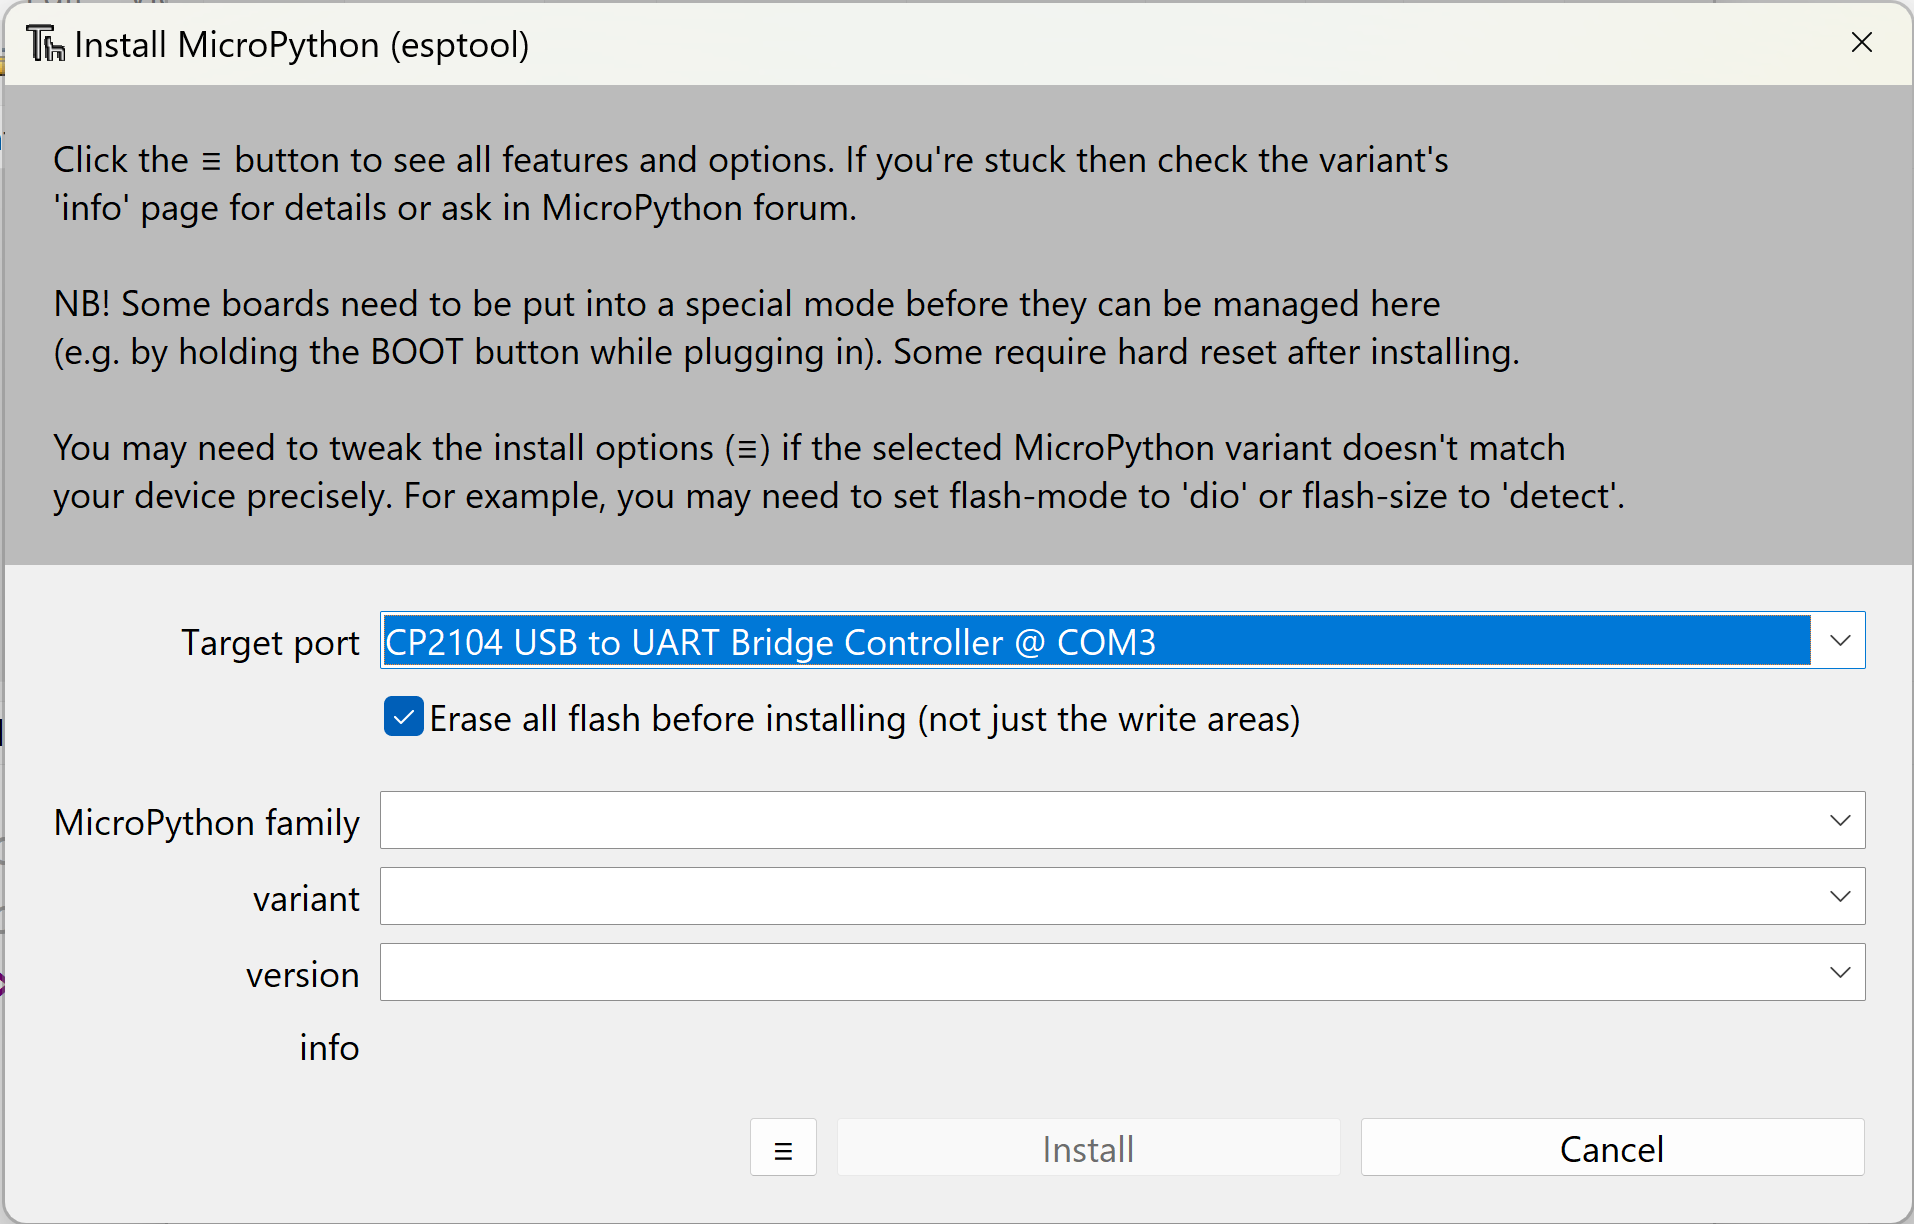 Install MicroPython (esptool)
Click the ≡ button to see all features and options. If you're stuck then check the variant's
'info' page for details or ask in MicroPython forum.
NB! Some boards need to be put into a special mode before they can be managed here
(e.g. by holding the BOOT button while plugging in). Some require hard reset after installing.
You may need to tweak the install options (≡) if the selected MicroPython variant doesn't match
your device precisely. For example, you may need to set flash-mode to 'dio' or flash-size to 'detect'.
Target port CP2104 USB to UART Bridge Controller @ COM3
Erase all flash before installing (not just the write areas)
MicroPython family
variant
version
info
≡ Install Cancel